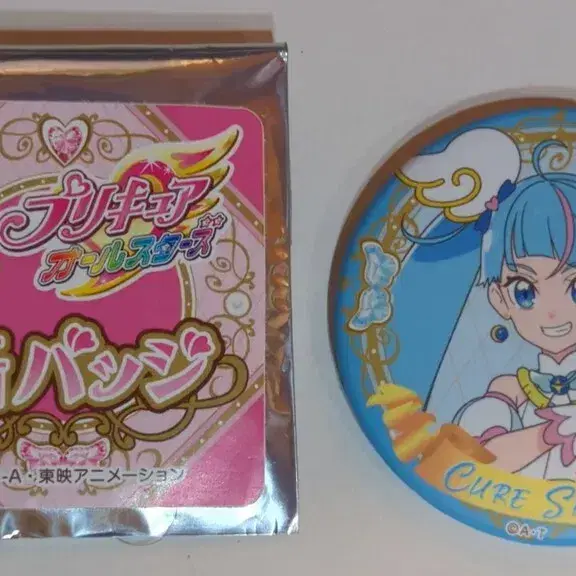 プリキュア
オールスターズ
バッジ
-A・東映アニメーション
CURE S
©A・T